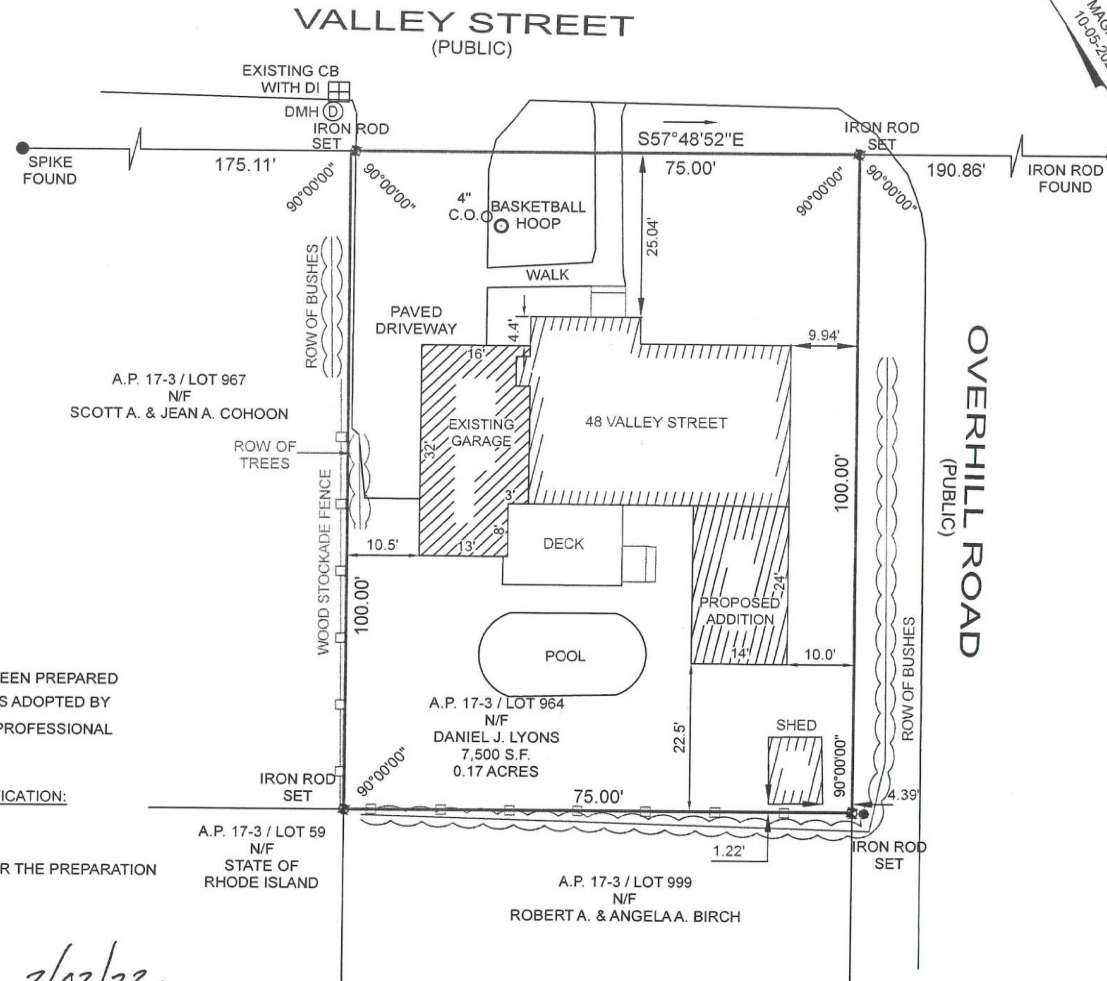 VALLEY STREET
(PUBLIC)
MAG.
EXISTING CB
WITH DI
DMH D
IRON ROD
SET
S57°48'52"E
IRON ROD
SET
SPIKE
FOUND
175.11'
75.00'
190.86'
IRON ROD
FOUND
90°00'00"
90°00'00"
90°00'00"
90°00'00"
4"
C.O.
BASKETBALL
HOOP
25.04'
WALK
ROW OF BUSHES
PAVED
DRIVEWAY
4.4'
16'
9.94'
OVERHILL ROAD
(PUBLIC)
A.P. 17-3 / LOT 967
N/F
SCOTT A. & JEAN A. COHOON
EXISTING
GARAGE
32'
48 VALLEY STREET
ROW OF
TREES
100.00'
WOOD STOCKADE FENCE
3'
8'
13'
10.5'
DECK
100.00'
24'
PROPOSED
ADDITION
14'
10.0'
POOL
ROW OF BUSHES
EEN PREPARED
S ADOPTED BY
PROFESSIONAL
A.P. 17-3 / LOT 964
N/F
DANIEL J. LYONS
7,500 S.F.
0.17 ACRES
22.5'
SHED
90°00'00"
90°00'00"
IRON ROD
SET
75.00'
4.39'
ICATION:
A.P. 17-3 / LOT 59
N/F
STATE OF
RHODE ISLAND
1.22'
IRON ROD
SET
R THE PREPARATION
A.P. 17-3 / LOT 999
N/F
ROBERT A. & ANGELA A. BIRCH